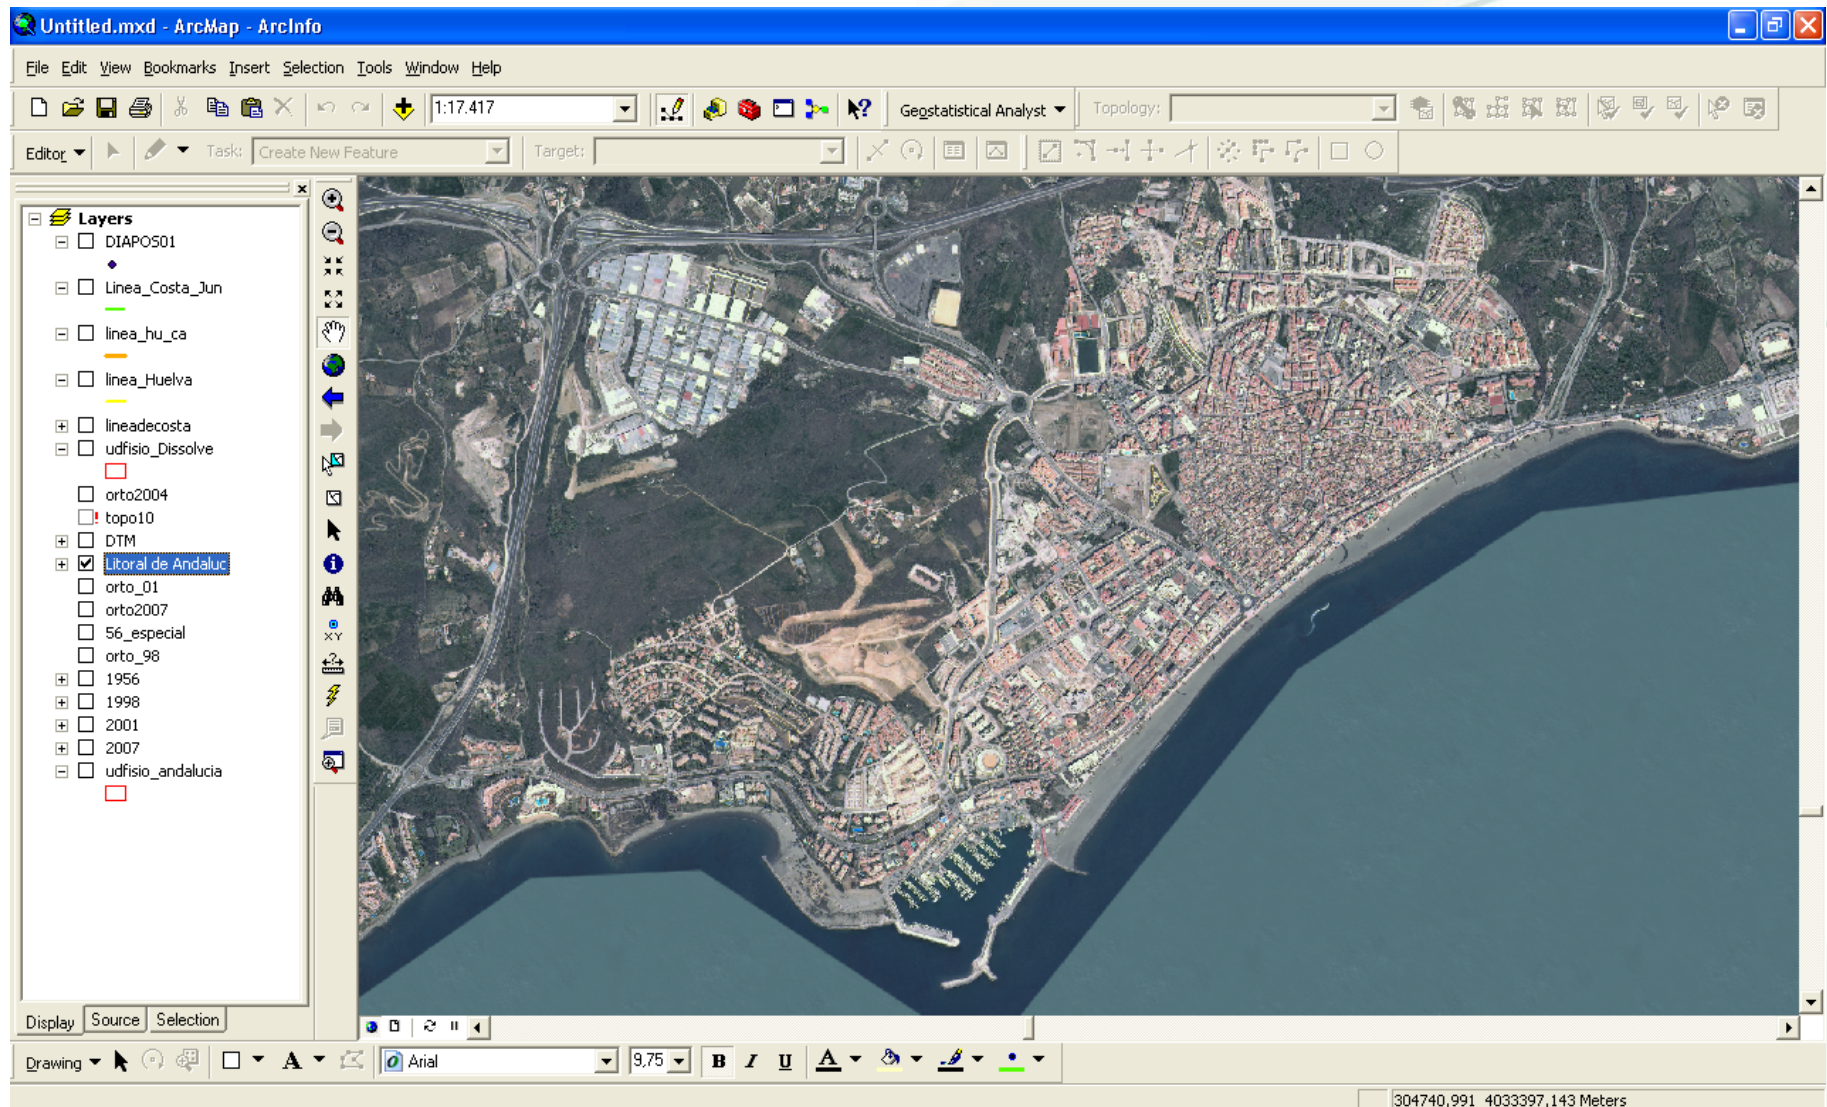 Untitled.mxd - ArcMap - ArcInfo
File Edit View Bookmarks Insert Selection Tools Window Help
1:17.417
Geostatistical Analyst
Topology:
Editor
Task: Create New Feature
Target:
Layers
DIAPOS01
Linea_Costa_Jun
linea_hu_ca
linea_Huelva
lineadecosta
udfisio_Dissolve
orto2004
topo10
DTM
Litoral de Andaluc
orto_01
orto2007
56_especial
orto_98
1956
1998
2001
2007
udfisio_andalucia
XY
Display Source Selection
Drawing
A
Arial
9,75
B I U A
304740,991 4033397,143 Meters